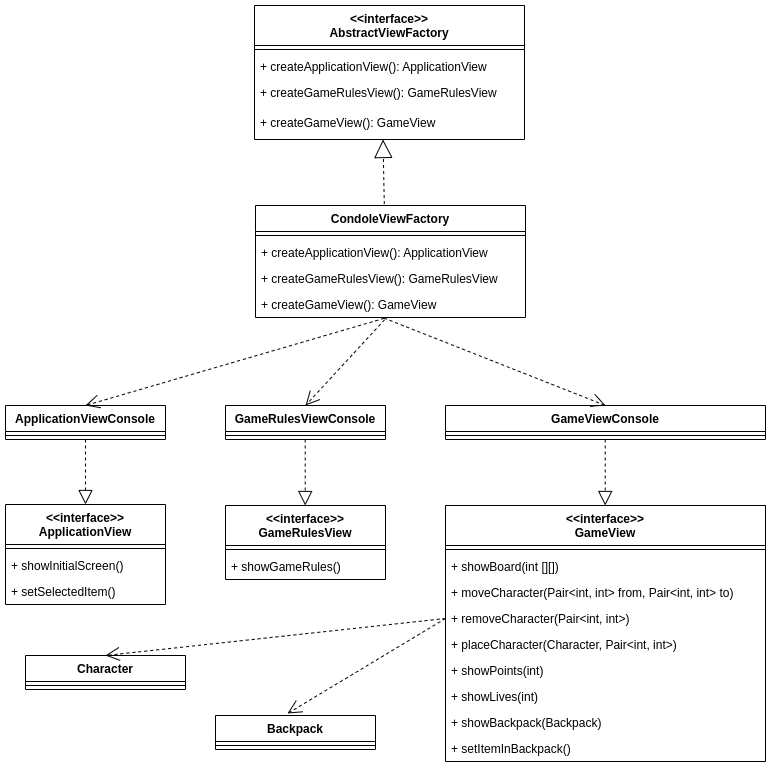 <<interface>>
AbstractViewFactory
+ createApplicationView(): ApplicationView
+ createGameRulesView(): GameRulesView
+ createGameView(): GameView
CondoleViewFactory
+ createApplicationView(): ApplicationView
+ createGameRulesView(): GameRulesView
+ createGameView(): GameView
ApplicationViewConsole
GameRulesViewConsole
GameViewConsole
<<interface>>
ApplicationView
+ showInitialScreen()
+ setSelectedItem()
<<interface>>
GameRulesView
+ showGameRules()
<<interface>>
GameView
+ showBoard(int [][])
+ moveCharacter(Pair<int, int> from, Pair<int, int> to)
+ removeCharacter(Pair<int, int>)
+ placeCharacter(Character, Pair<int, int>)
+ showPoints(int)
+ showLives(int)
+ showBackpack(Backpack)
+ setItemInBackpack()
Character
Backpack